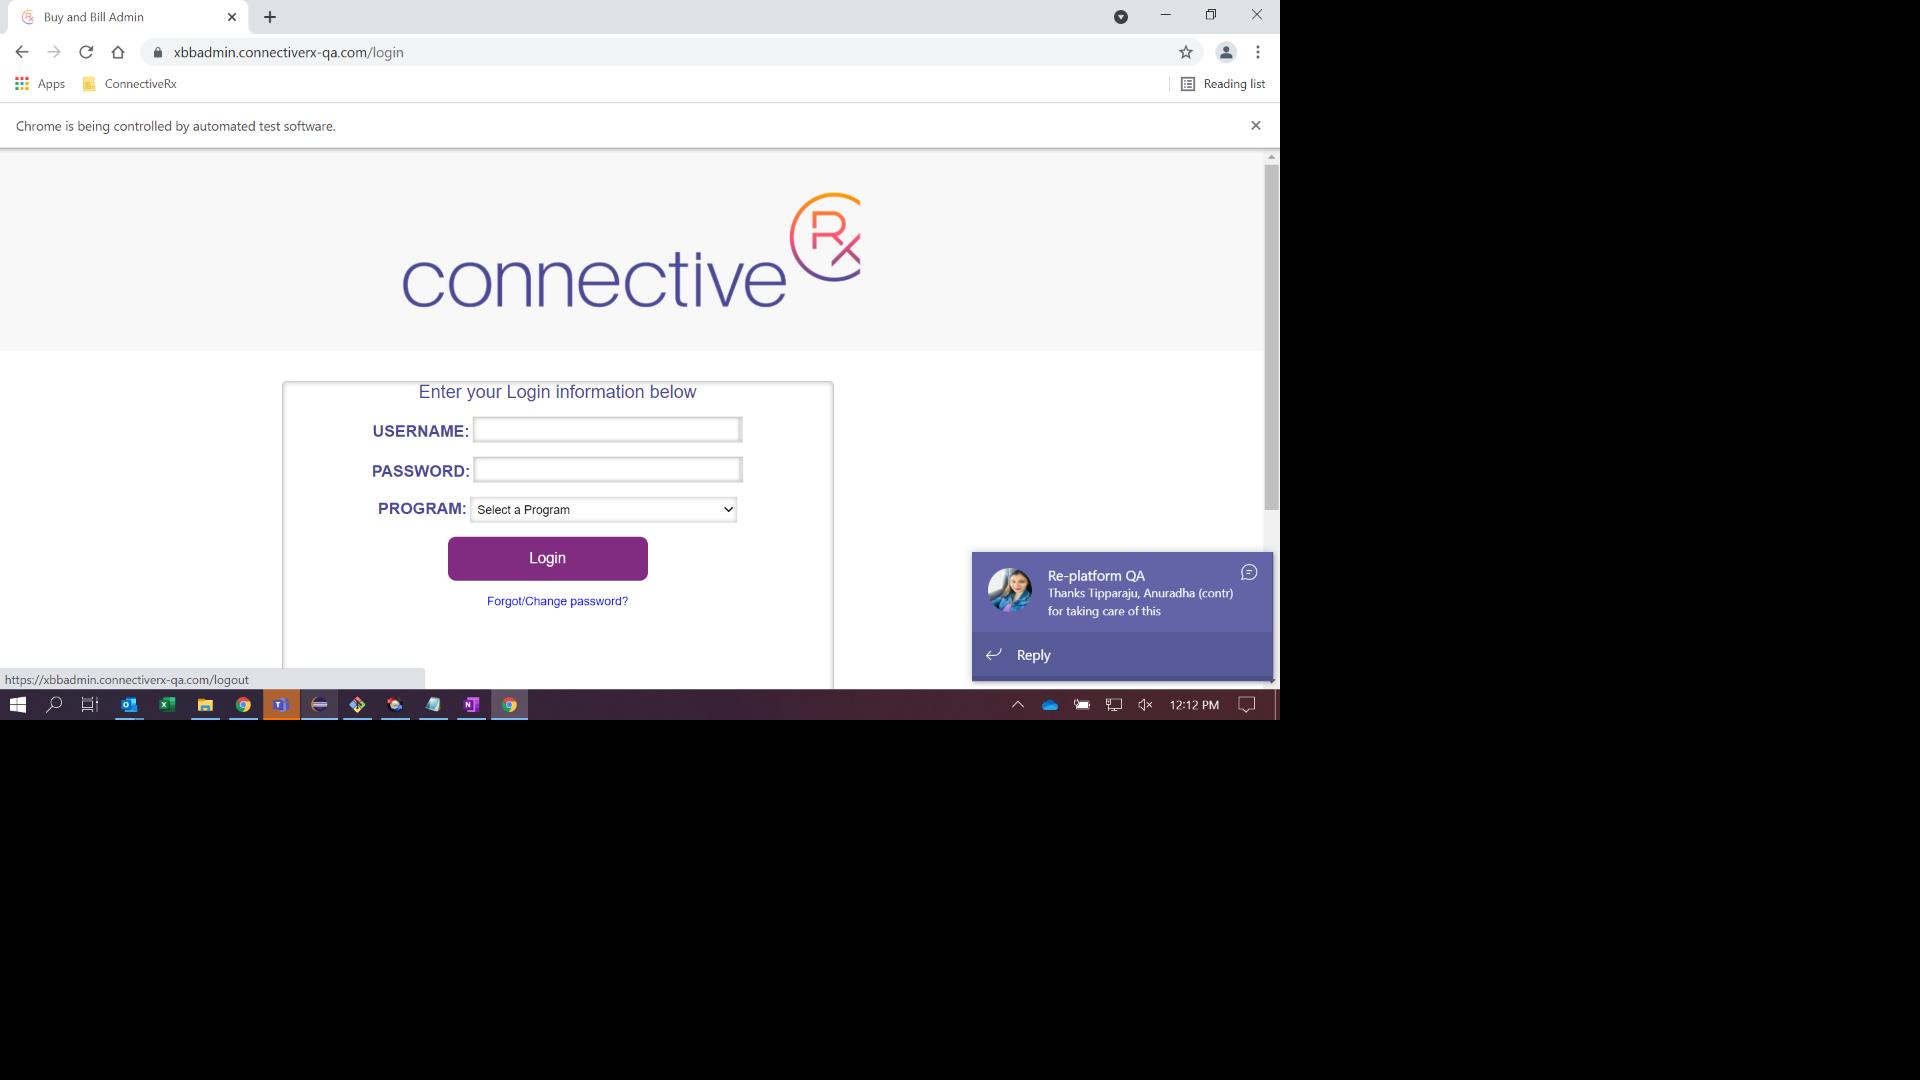 Buy and Bill Admin
xbbadmin.connectiverx-qa.com/login
Apps
ConnectiveRx
Reading list
Chrome is being controlled by automated test software.
connective Rx
Enter your Login information below
USERNAME:
PASSWORD:
PROGRAM: Select a Program
Login
Forgot/Change password?
Re-platform QA
Thanks Tipparaju, Anuradha (contr)
for taking care of this
Reply
https://xbbadmin.connectiverx-qa.com/logout
12:12 PM